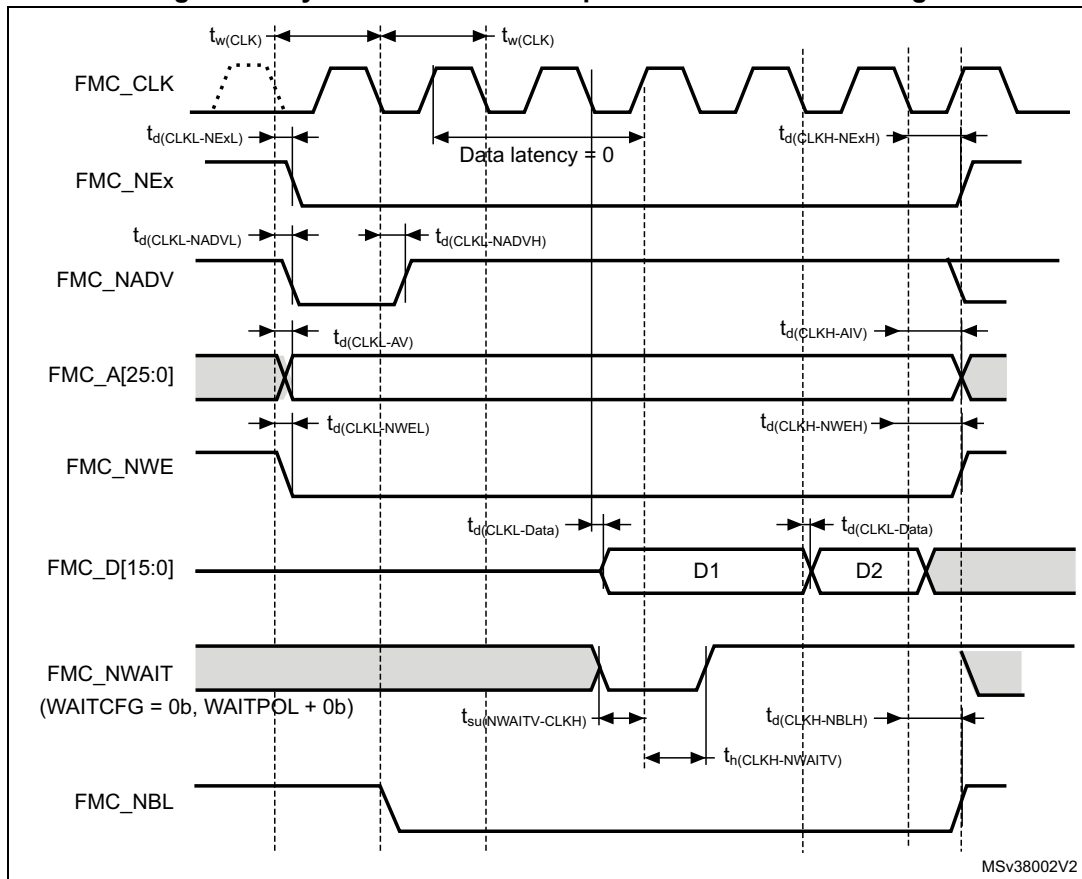 tw(CLK) tw(CLK)
FMC_CLK
td(CLKL-NExL) td(CLKH-NExH)
Data latency = 0
FMC_NEx
td(CLKL-NADVL) td(CLKL-NADVH)
FMC_NADV
td(CLKL-AV) td(CLKH-AIV)
FMC_A[25:0]
td(CLKL-NWEL) td(CLKH-NWEH)
FMC_NWE
td(CLKL-Data) td(CLKL-Data)
FMC_D[15:0] D1 D2
FMC_NWAIT
(WAITCFG = 0b, WAITPOL + 0b)
tsu(NWAITV-CLKH) td(CLKH-NBLH)
th(CLKH-NWAITV)
FMC_NBL
MSv38002V2